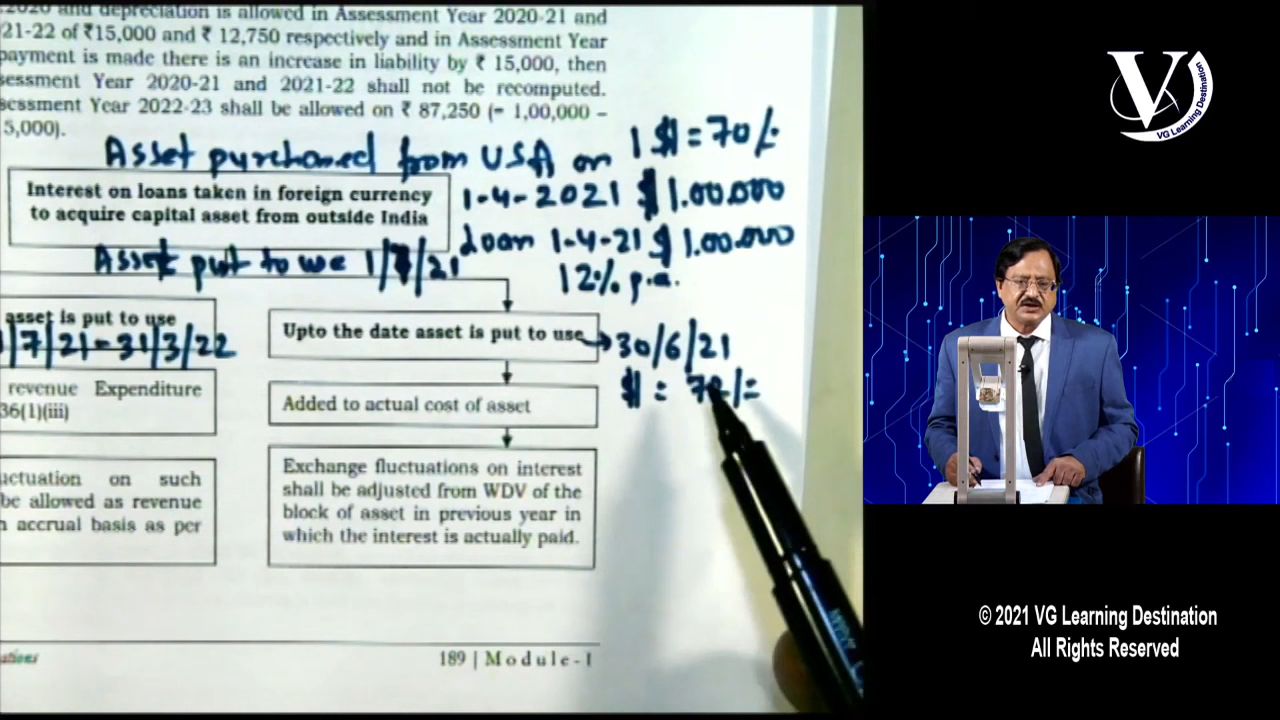 2020 and depreciation is allowed in Assessment Year 2020-21 and
21-22 of ₹15,000 and ₹ 12,750 respectively and in Assessment Year
payment is made there is an increase in liability by ₹ 15,000, then
sessment Year 2020-21 and 2021-22 shall not be recomputed.
sessment Year 2022-23 shall be allowed on ₹ 87,250 (= 1,00,000 –
5,000).
Asset purchased from USA on 1 $ = 70/-
1-4-2021 $ 1.00.000
Interest on loans taken in foreign currency
to acquire capital asset from outside India
Loan 1-4-21 $ 1.00.000
12% p.a.
Asset put to use 1/7/21
asset is put to use
1/7/21 - 31/3/22
revenue Expenditure
36(1)(iii)
uctuation on such
be allowed as revenue
n accrual basis as per
Upto the date asset is put to use
30/6/21
$ = /=
Added to actual cost of asset
Exchange fluctuations on interest
shall be adjusted from WDV of the
block of asset in previous year in
which the interest is actually paid.
189 | Module-1
V
VG Learning Destination
© 2021 VG Learning Destination
All Rights Reserved